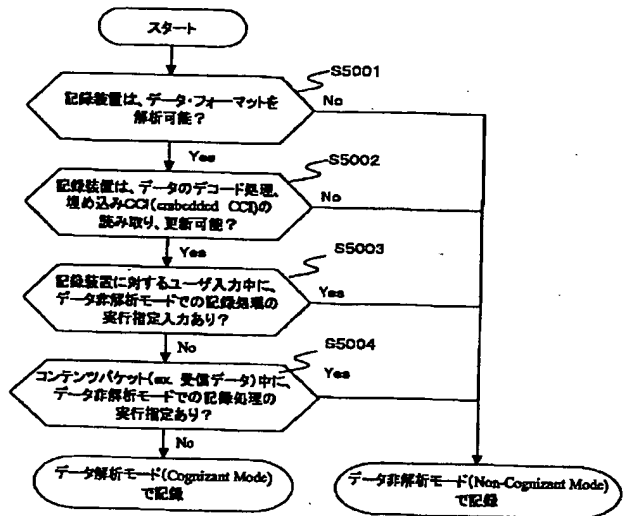 スタート
S5001
記録装置は、データ・フォーマットを
解析可能？
No
Yes
S5002
記録装置は、データのデコード処理、
埋め込みCCI(embedded CCI)の
読み取り、更新可能？
No
Yes
S5003
記録装置に対するユーザ入力中に、
データ非解析モードでの記録処理の
実行指定入力あり？
Yes
No
S5004
コンテンツパケット(ex. 受信データ)中に、
データ非解析モードでの記録処理の
実行指定あり？
Yes
No
データ解析モード(Cognizant Mode)
で記録
データ非解析モード(Non-Cognizant Mode)
で記録